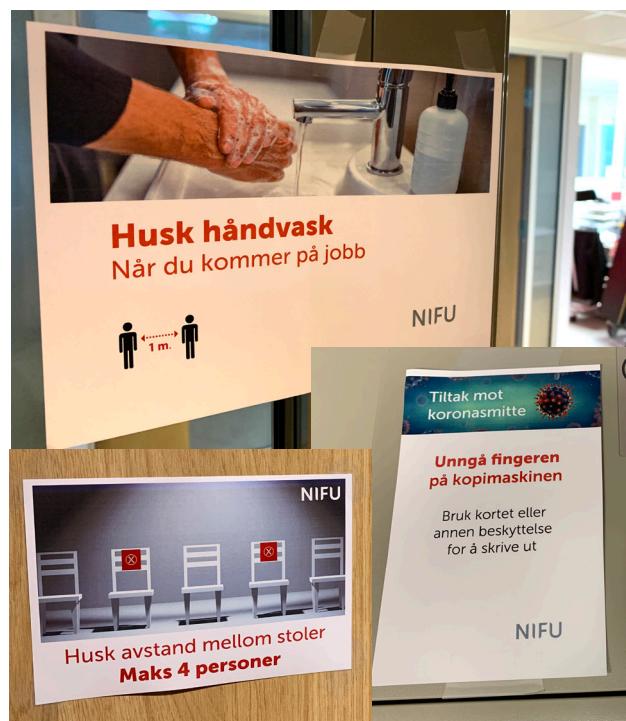 Husk håndvask
Når du kommer på jobb
1 m.
NIFU
Tiltak mot
koronasmitte
Unngå fingeren
på kopimaskinen
Bruk kortet eller
annen beskyttelse
for å skrive ut
NIFU
NIFU
Husk avstand mellom stoler
Maks 4 personer